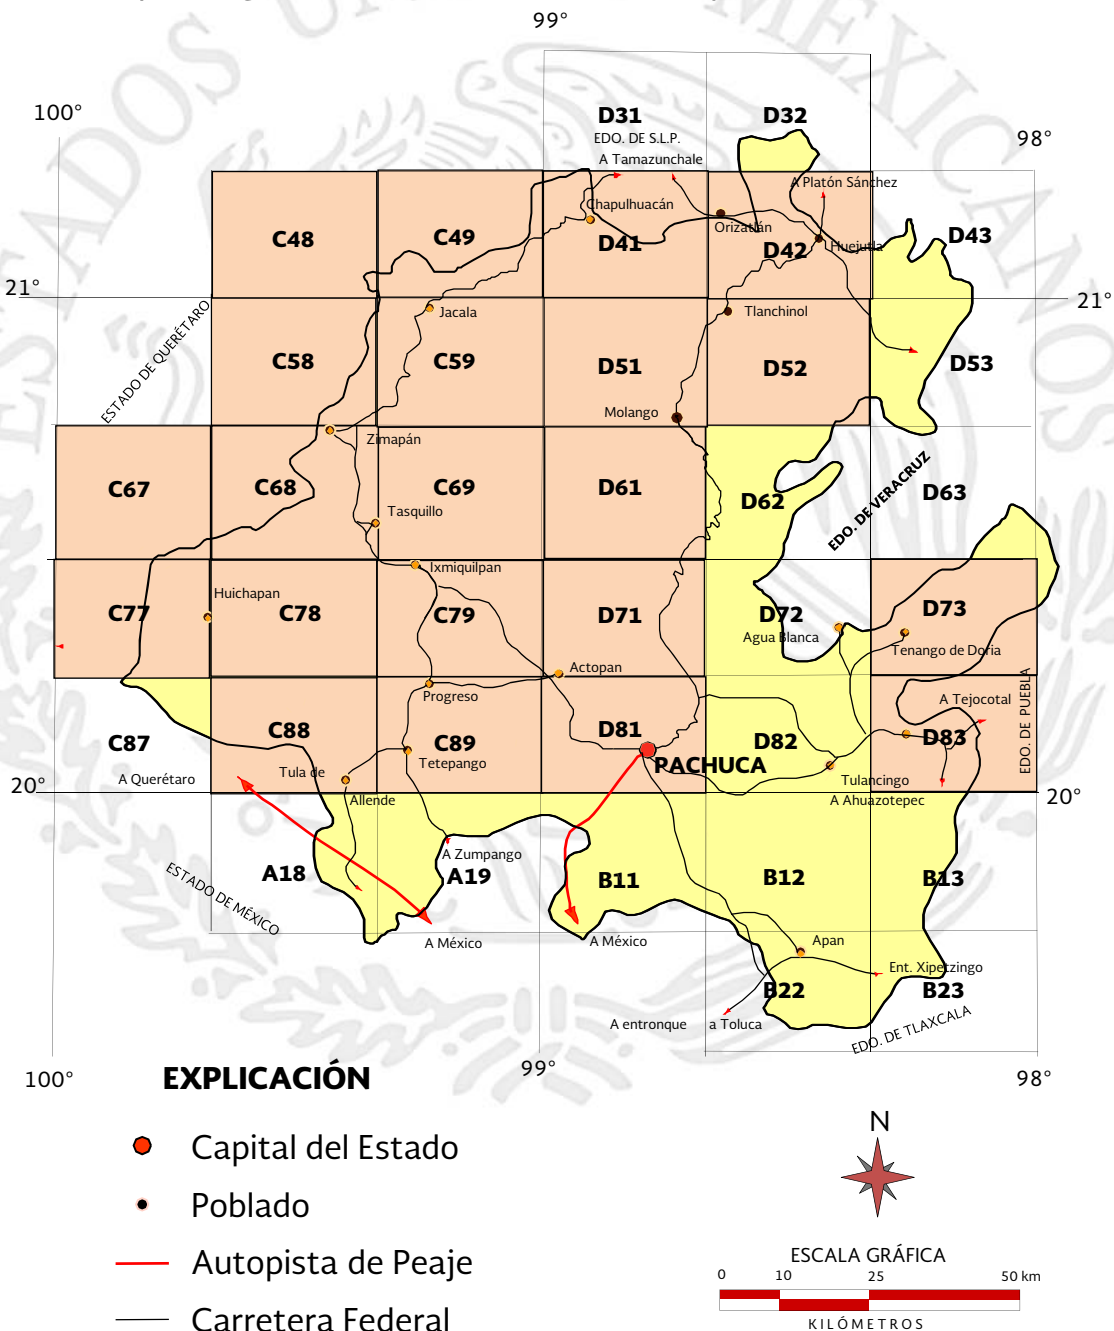 99°
100°
D31
D32
98°
EDO. DE S.L.P.
A Tamazunchale
A Platón Sánchez
Chapulhuacán
Orizatlán
C48
C49
D41
D42
Huejutla
D43
21°
21°
ESTADO DE QUERÉTARO
Jacala
Tlanchinol
C58
C59
D51
D52
D53
Molango
Zimapán
C67
C68
C69
D61
D62
EDO. DE VERACRUZ
D63
Tasquillo
Ixmiquilpan
Huichapan
C77
C78
C79
D71
D72
D73
Agua Blanca
Tenango de Doria
Actopan
Progreso
A Tejocotal
EDO. DE PUEBLA
C87
C88
C89
D81
D82
D83
Tetepango
PACHUCA
A Querétaro
Tula de
Allende
Tulancingo
A Ahuazotepec
20°
20°
A Zumpango
ESTADO DE MÉXICO
A18
A19
B11
B12
B13
A México
A México
Apan
Ent. Xipetzingo
B22
B23
A entronque a Toluca
EDO. DE TLAXCALA
100°
99°
98°
EXPLICACIÓN
Capital del Estado
Poblado
Autopista de Peaje
Carretera Federal
N
ESCALA GRÁFICA
0 10 25 50 km
KILÓMETROS
ESTADOS UNIDOS MEXICANOS